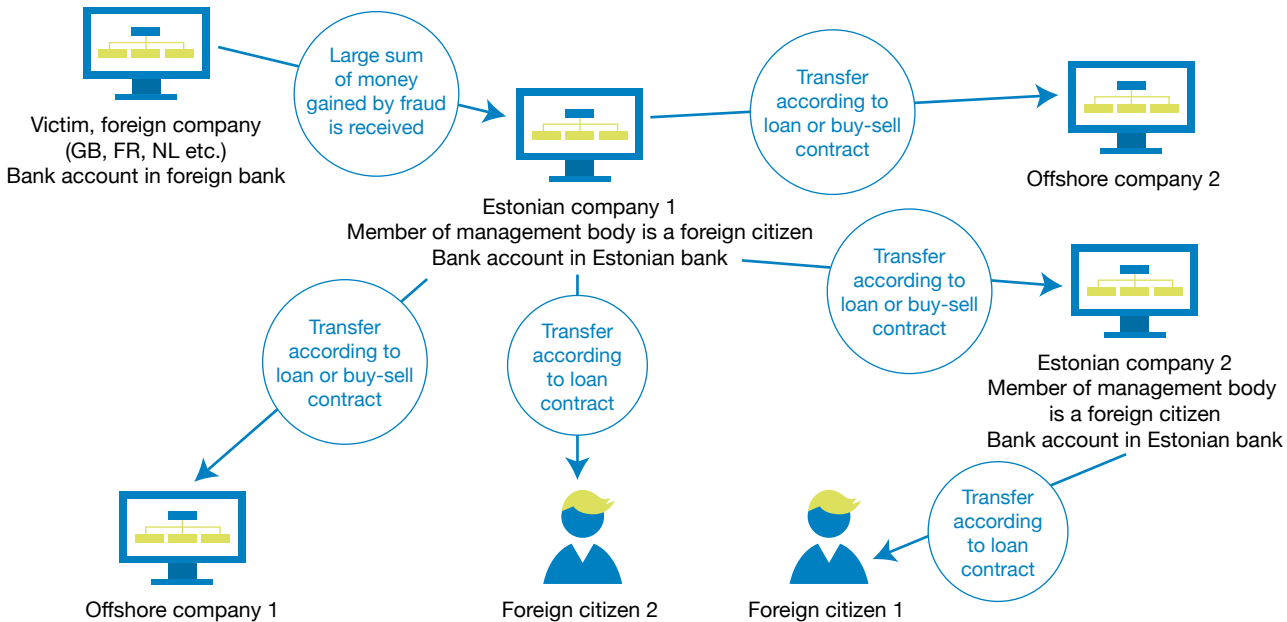 Victim, foreign company
(GB, FR, NL etc.)
Bank account in foreign bank
Large sum
of money
gained by fraud
is received
Estonian company 1
Member of management body is a foreign citizen
Bank account in Estonian bank
Transfer
according to
loan or buy-sell
contract
Offshore company 2
Transfer
according to
loan or buy-sell
contract
Estonian company 2
Member of management body
is a foreign citizen
Bank account in Estonian bank
Transfer
according to
loan or buy-sell
contract
Offshore company 1
Transfer
according
to loan
contract
Foreign citizen 2
Transfer
according
to loan
contract
Foreign citizen 1